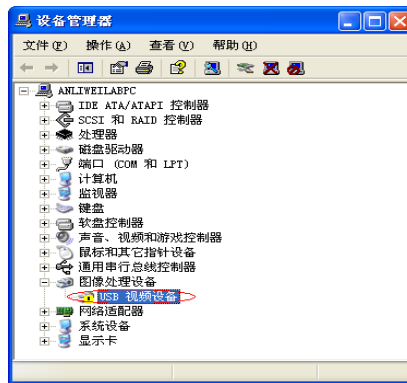 设备管理器
文件(F) 操作(A) 查看(V) 帮助(H)
ANLIWEILABPC
IDE ATA/ATAPI 控制器
SCSI 和 RAID 控制器
处理器
磁盘驱动器
端口 (COM 和 LPT)
计算机
监视器
键盘
软盘控制器
声音、视频和游戏控制器
鼠标和其它指针设备
通用串行总线控制器
图像处理设备
USB 视频设备
网络适配器
系统设备
显示卡